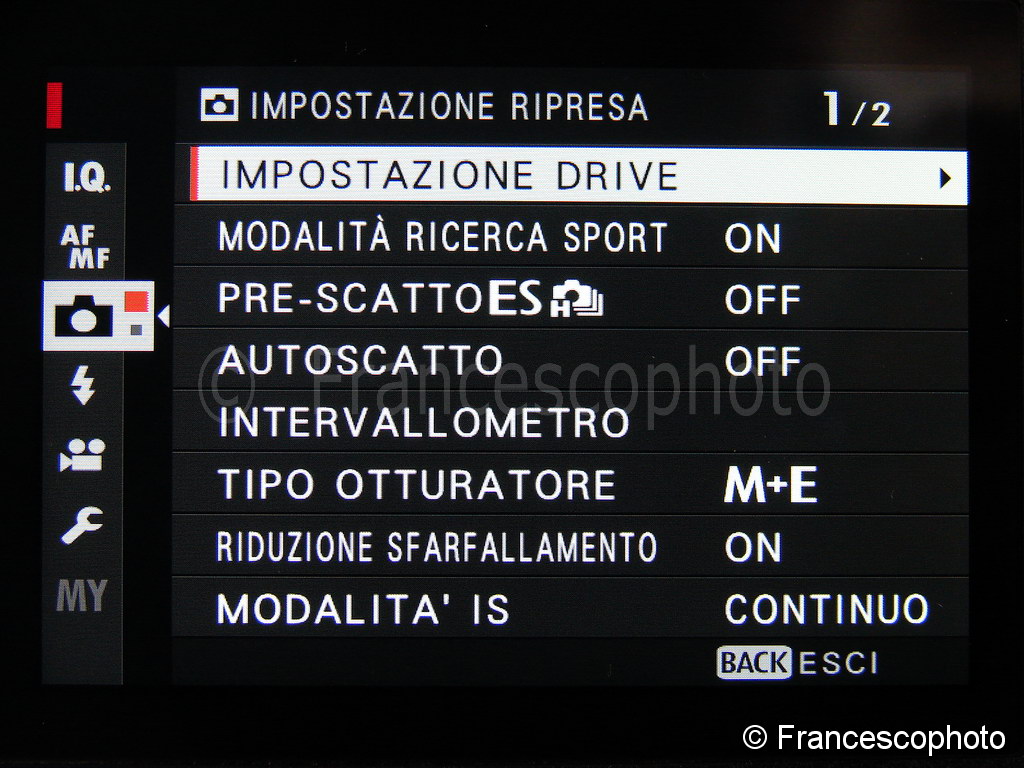 IMPOSTAZIONE RIPRESA 1/2
I.Q.
IMPOSTAZIONE DRIVE
AF MF
MODALITÀ RICERCA SPORT ON
PRE-SCATTO ES H OFF
AUTOSCATTO OFF
© Francescophoto
INTERVALLOMETRO
TIPO OTTURATORE M+E
RIDUZIONE SFARFALLAMENTO ON
MY
MODALITA' IS CONTINUO
BACK ESCI
© Francescophoto